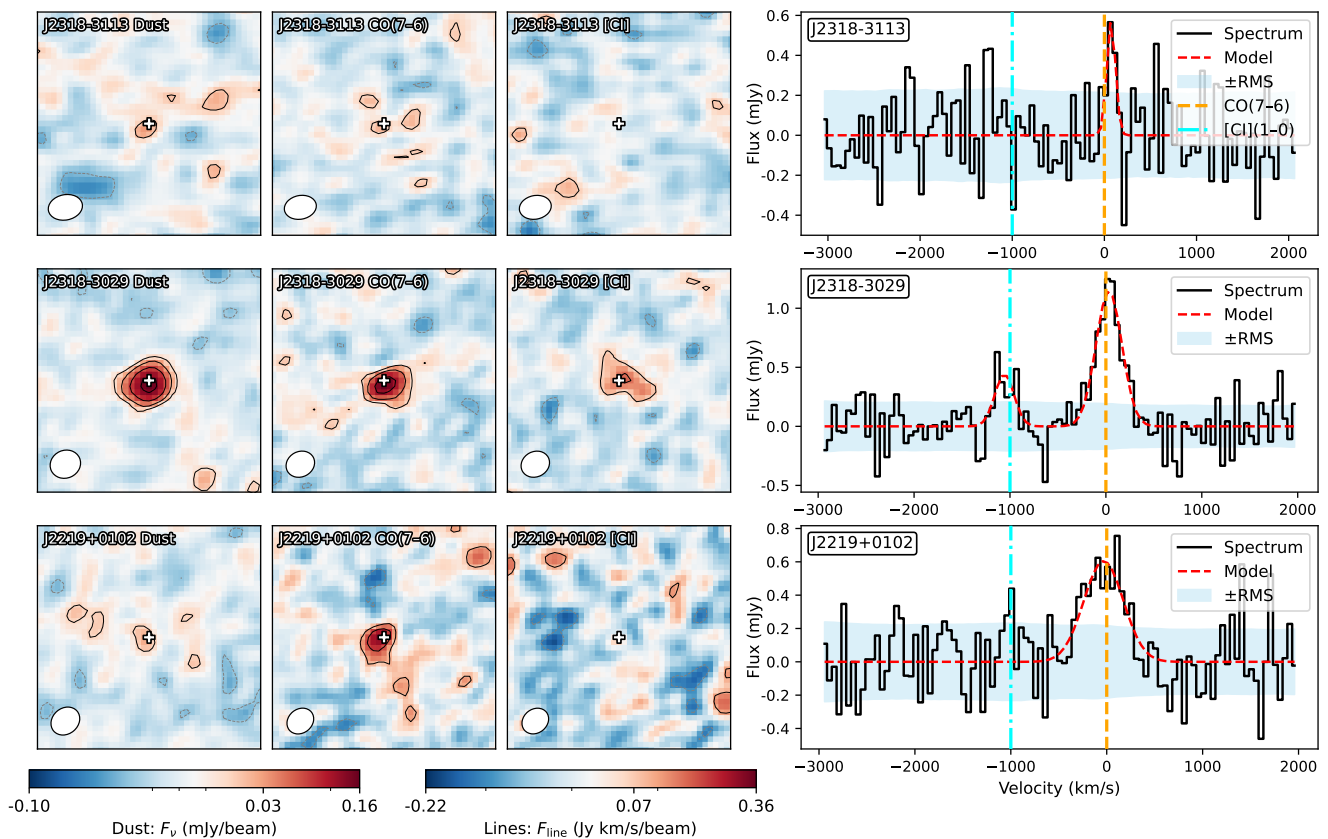 J2318-3113 Dust
J2318-3113 CO(7–6)
J2318-3113 [CI]
J2318-3113
Spectrum
Model
±RMS
CO(7–6)
[CI](1–0)
Flux (mJy)
0.6
0.4
0.2
0.0
−0.2
−0.4
−3000 −2000 −1000 0 1000 2000
J2318-3029 Dust
J2318-3029 CO(7–6)
J2318-3029 [CI]
J2318-3029
Spectrum
Model
±RMS
Flux (mJy)
1.0
0.5
0.0
−0.5
−3000 −2000 −1000 0 1000 2000
J2219+0102 Dust
J2219+0102 CO(7–6)
J2219+0102 [CI]
J2219+0102
Spectrum
Model
±RMS
Flux (mJy)
0.8
0.6
0.4
0.2
0.0
−0.2
−0.4
−3000 −2000 −1000 0 1000 2000
Velocity (km/s)
-0.10 0.03 0.16
Dust: Fν (mJy/beam)
-0.22 0.07 0.36
Lines: Fline (Jy km/s/beam)